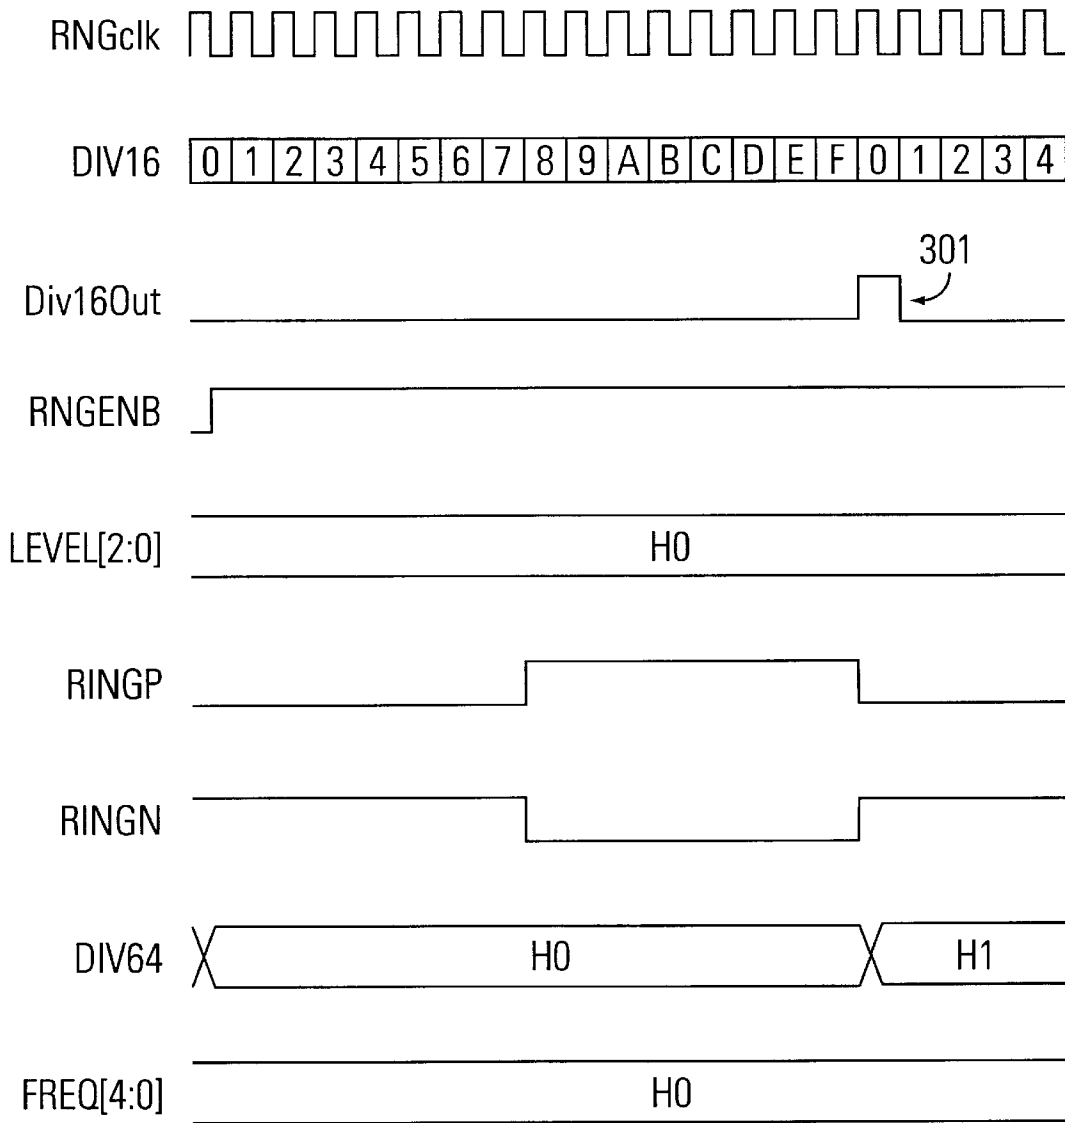 RNGclk
DIV16 0 1 2 3 4 5 6 7 8 9 A B C D E F 0 1 2 3 4
301
Div16Out
RNGENB
LEVEL[2:0] H0
RINGP
RINGN
DIV64 H0 H1
FREQ[4:0] H0